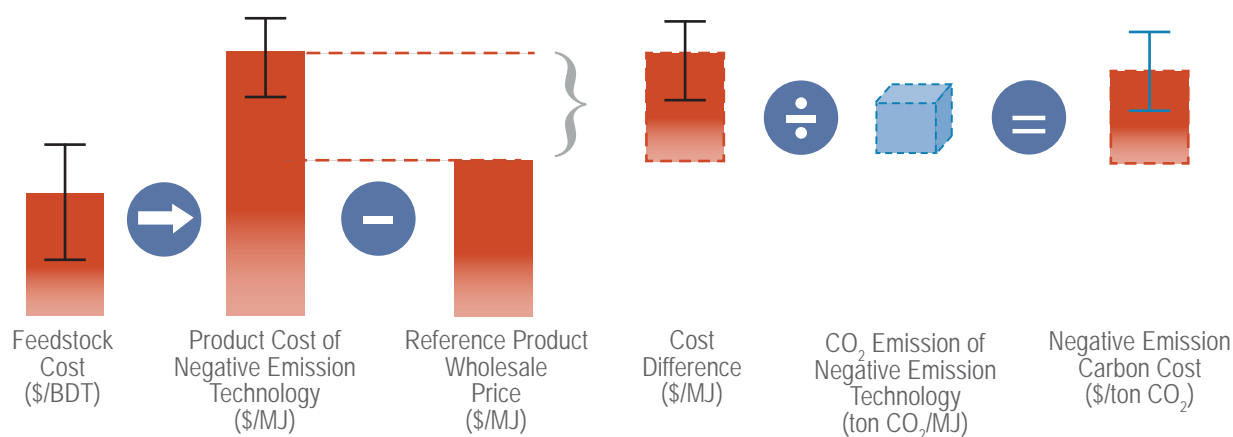 Feedstock
Cost
($/BDT)
Product Cost of
Negative Emission
Technology
($/MJ)
Reference Product
Wholesale
Price
($/MJ)
Cost
Difference
($/MJ)
CO₂ Emission of
Negative Emission
Technology
(ton CO₂/MJ)
Negative Emission
Carbon Cost
($/ton CO₂)